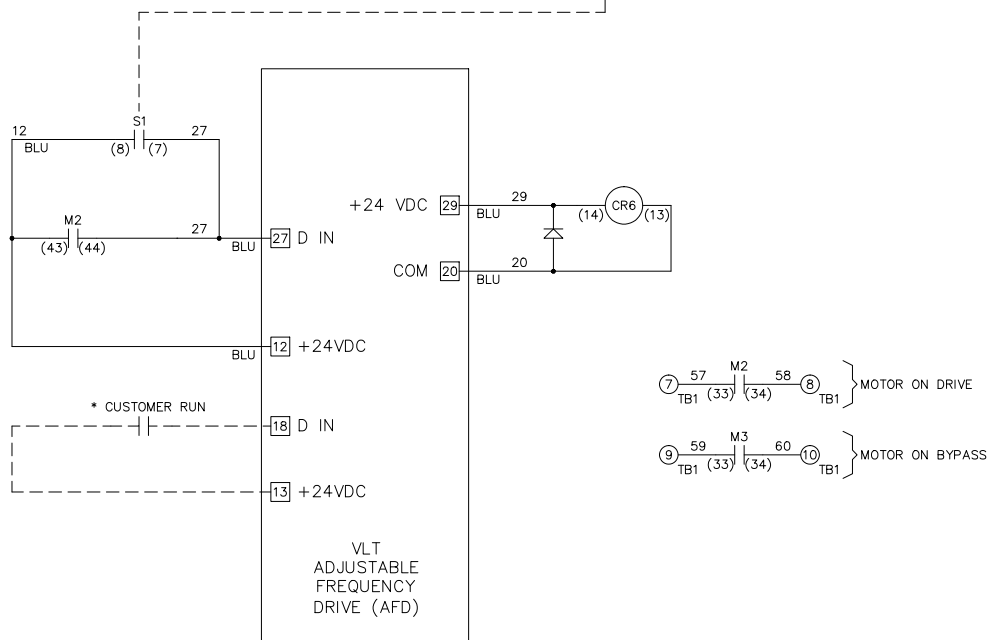 S1
12
27
BLU
(8)
(7)
M2
27
(43)
(44)
BLU
27 D IN
+24 VDC 29
29
BLU
(14)
CR6
(13)
COM 20
20
BLU
BLU
12 +24VDC
* CUSTOMER RUN
18 D IN
13 +24VDC
VLT
ADJUSTABLE
FREQUENCY
DRIVE (AFD)
M2
7
57
58
8
TB1
(33)
(34)
TB1
MOTOR ON DRIVE
M3
9
59
60
10
TB1
(33)
(34)
TB1
MOTOR ON BYPASS